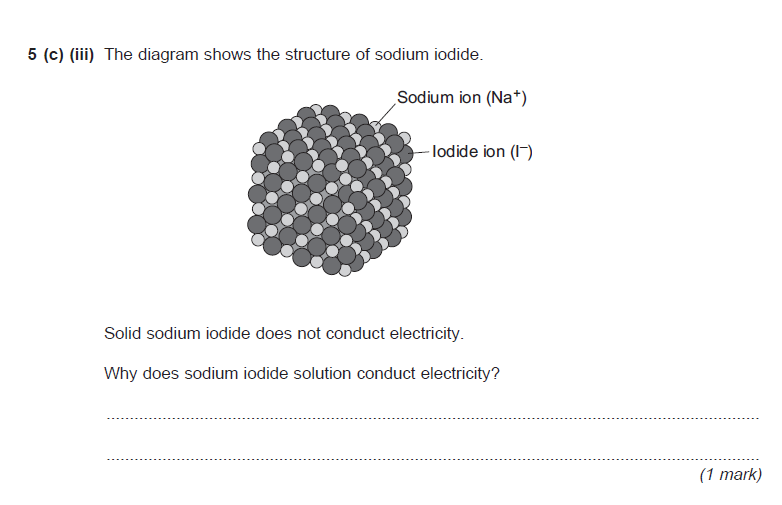 5 (c) (iii) The diagram shows the structure of sodium iodide.
Sodium ion (Na⁺)
Iodide ion (I⁻)
Solid sodium iodide does not conduct electricity.
Why does sodium iodide solution conduct electricity?
(1 mark)